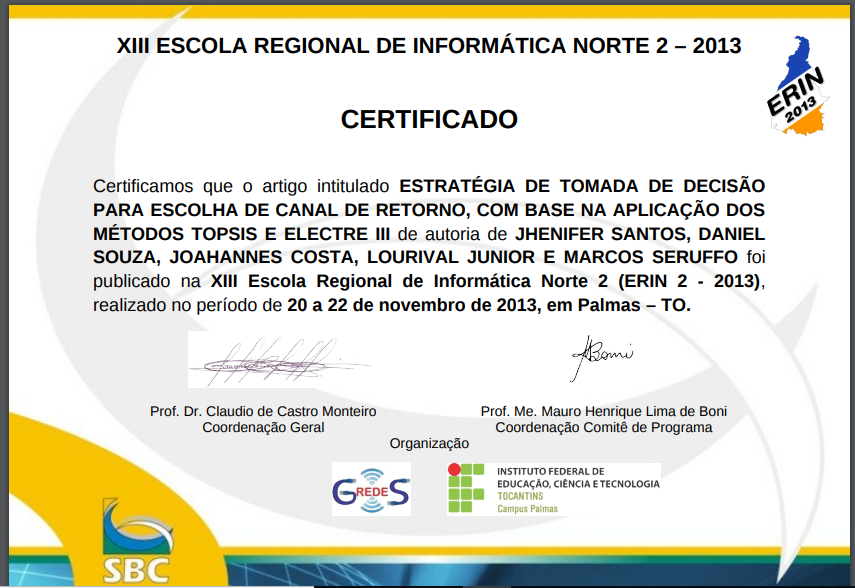 XIII ESCOLA REGIONAL DE INFORMÁTICA NORTE 2 – 2013
ERIN
2013
CERTIFICADO
Certificamos que o artigo intitulado ESTRATÉGIA DE TOMADA DE DECISÃO
PARA ESCOLHA DE CANAL DE RETORNO, COM BASE NA APLICAÇÃO DOS
MÉTODOS TOPSIS E ELECTRE III de autoria de JHENIFER SANTOS, DANIEL
SOUZA, JOAHANNES COSTA, LOURIVAL JUNIOR E MARCOS SERUFFO foi
publicado na XIII Escola Regional de Informática Norte 2 (ERIN 2 - 2013),
realizado no período de 20 a 22 de novembro de 2013, em Palmas – TO.
Prof. Dr. Claudio de Castro Monteiro
Coordenação Geral
Prof. Me. Mauro Henrique Lima de Boni
Coordenação Comitê de Programa
Organização
GREDES
INSTITUTO FEDERAL DE
EDUCAÇÃO, CIÊNCIA E TECNOLOGIA
TOCANTINS
Campus Palmas
SBC